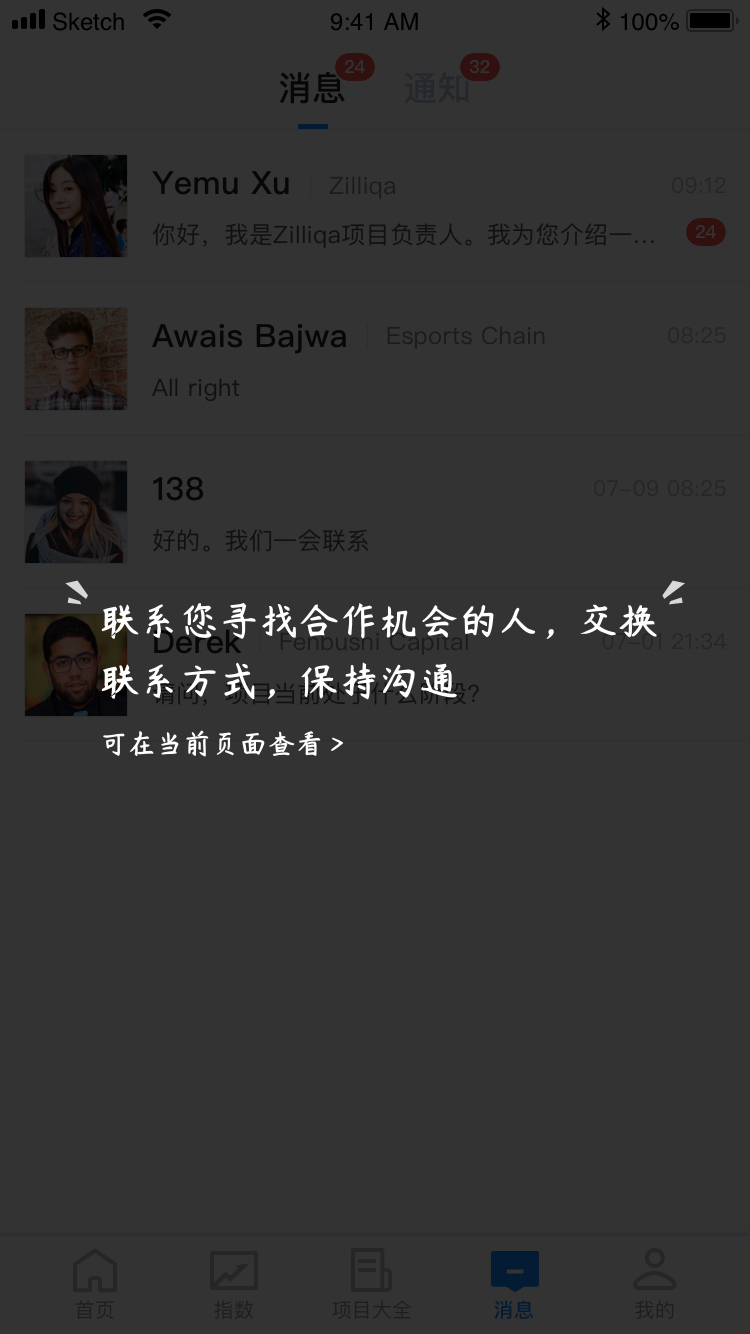 Sketch 9:41 AM 100%
消息 24 通知 32
Yemu Xu Zilliqa 09:12
你好，我是Zilliqa项目负责人。我为您介绍一... 24
Awais Bajwa Esports Chain 08:25
All right
138 07-09 08:25
好的。我们一会联系
联系您寻找合作机会的人，交换
Derek Fenbushi Capital 07-01 21:34
联系方式，保持沟通
请问，项目当前处于什么阶段？
可在当前页面查看 >
首页 指数 项目大全 消息 我的